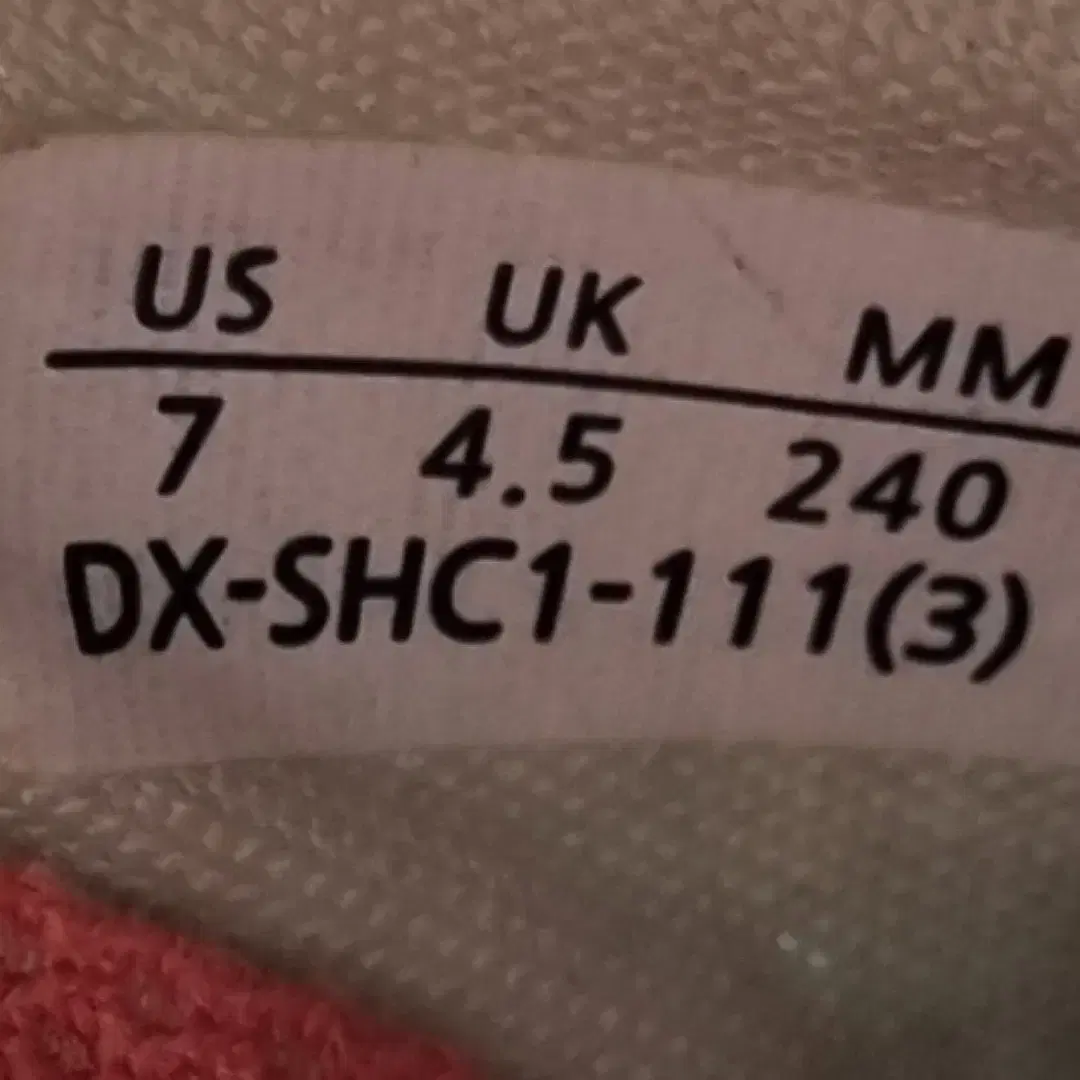 US UK MM
7 4.5 240
DX-SHC1-111(3)